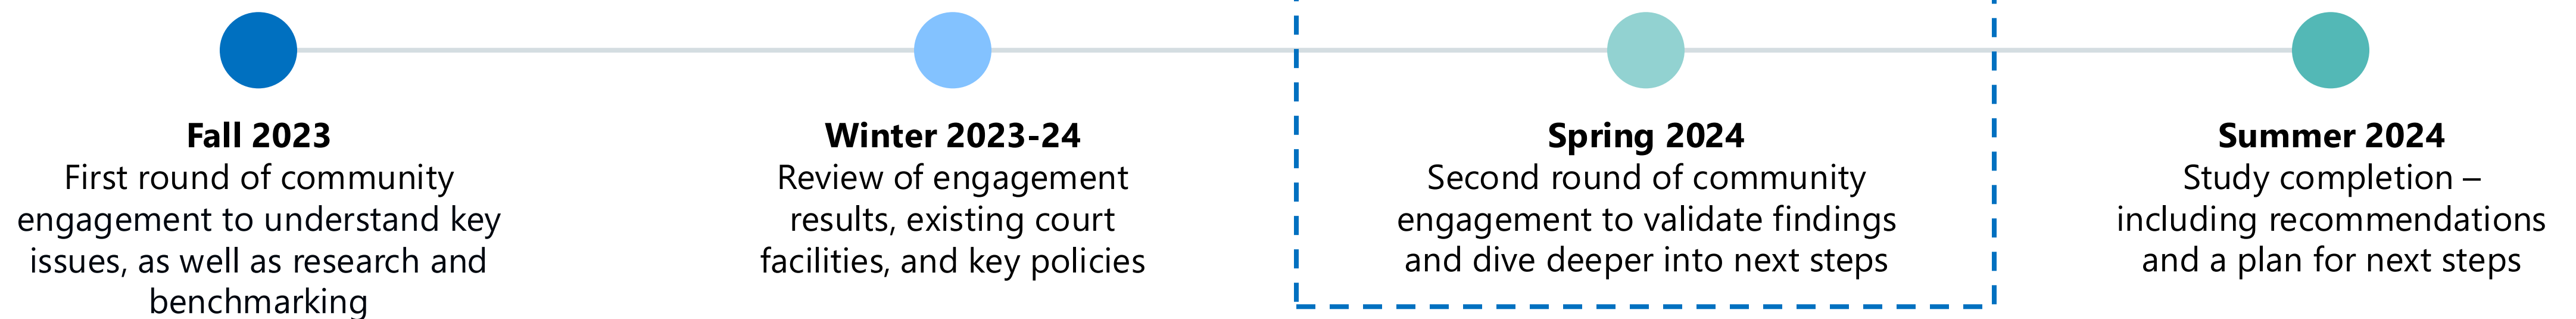 Fall 2023
First round of community
engagement to understand key
issues, as well as research and
benchmarking
Winter 2023-24
Review of engagement
results, existing court
facilities, and key policies
Spring 2024
Second round of community
engagement to validate findings
and dive deeper into next steps
Summer 2024
Study completion –
including recommendations
and a plan for next steps